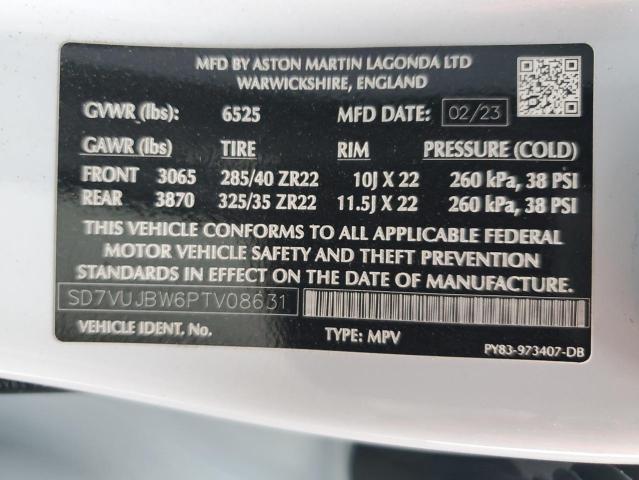 MFD BY ASTON MARTIN LAGONDA LTD
WARWICKSHIRE, ENGLAND
GVWR (lbs): 6525 MFD DATE: 02/23
GAWR (lbs) TIRE RIM PRESSURE (COLD)
FRONT 3065 285/40 ZR22 10J X 22 260 kPa, 38 PSI
REAR 3870 325/35 ZR22 11.5J X 22 260 kPa, 38 PSI
THIS VEHICLE CONFORMS TO ALL APPLICABLE FEDERAL
MOTOR VEHICLE SAFETY AND THEFT PREVENTION
STANDARDS IN EFFECT ON THE DATE OF MANUFACTURE.
SD7VUJBW6PTV08631
VEHICLE IDENT. No. TYPE: MPV
PY83-973407-DB